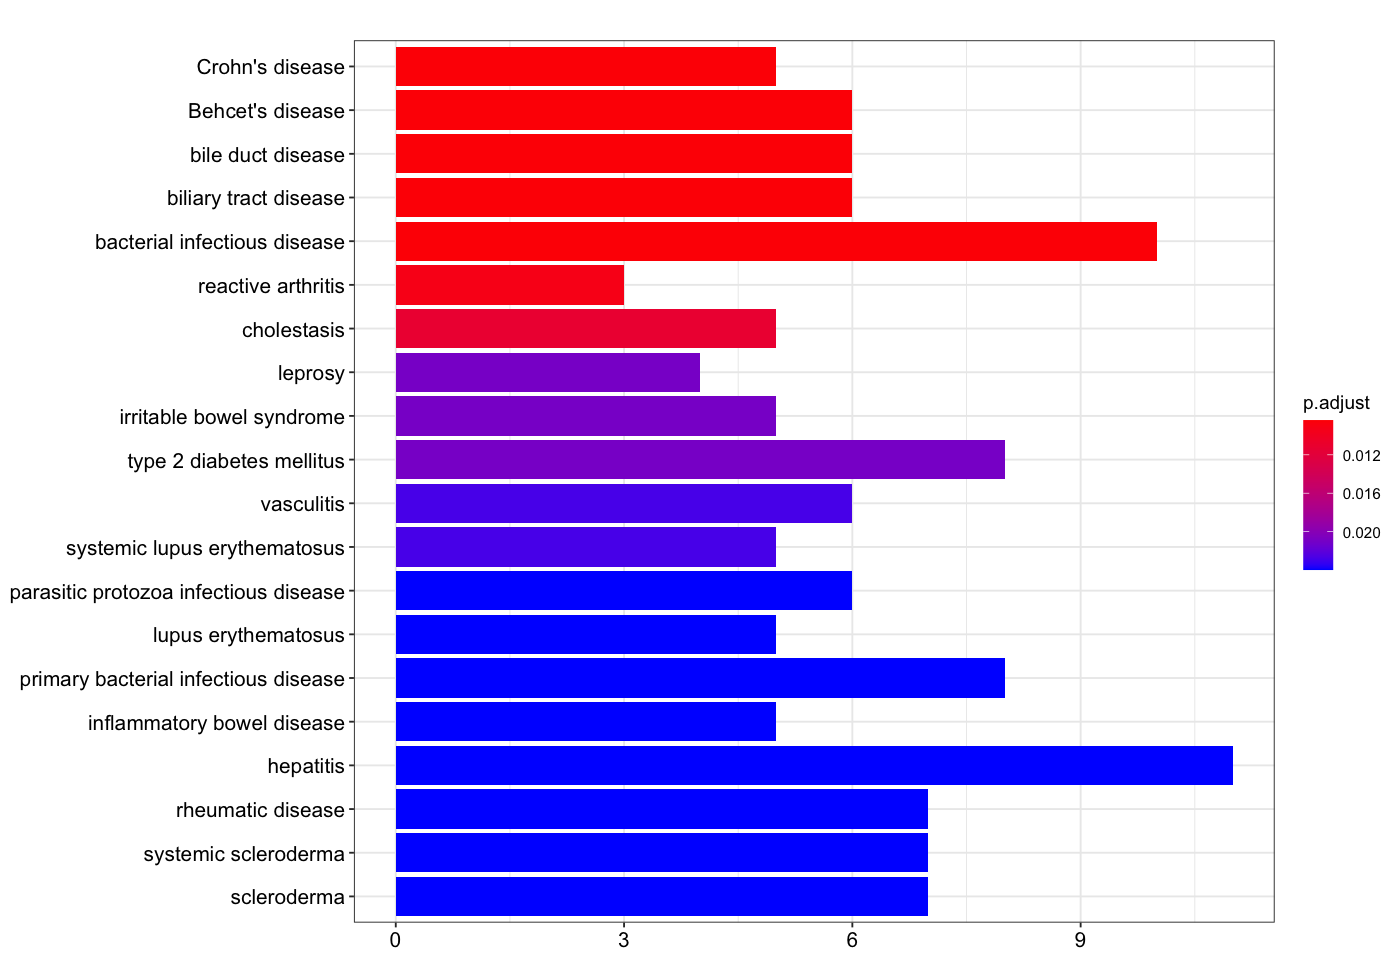 Crohn's disease
Behcet's disease
bile duct disease
biliary tract disease
bacterial infectious disease
reactive arthritis
cholestasis
leprosy
irritable bowel syndrome
type 2 diabetes mellitus
vasculitis
systemic lupus erythematosus
parasitic protozoa infectious disease
lupus erythematosus
primary bacterial infectious disease
inflammatory bowel disease
hepatitis
rheumatic disease
systemic scleroderma
scleroderma
0 3 6 9
p.adjust
0.012
0.016
0.020